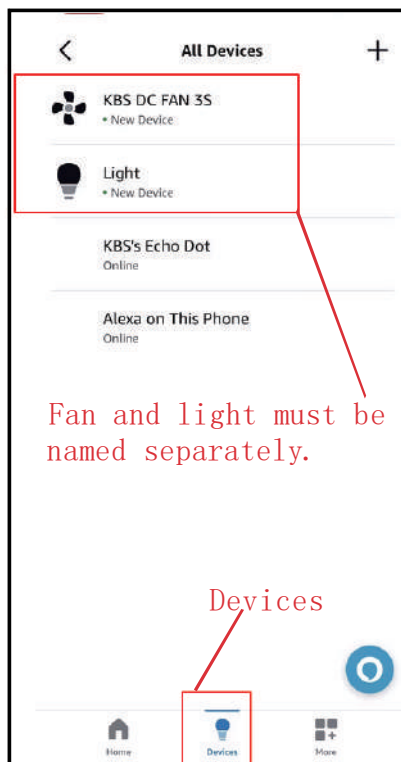 All Devices
KBS DC FAN 3S
• New Device
Light
• New Device
KBS's Echo Dot
Online
Alexa on This Phone
Online
Fan and light must be
named separately.
Devices
Home
Devices
More